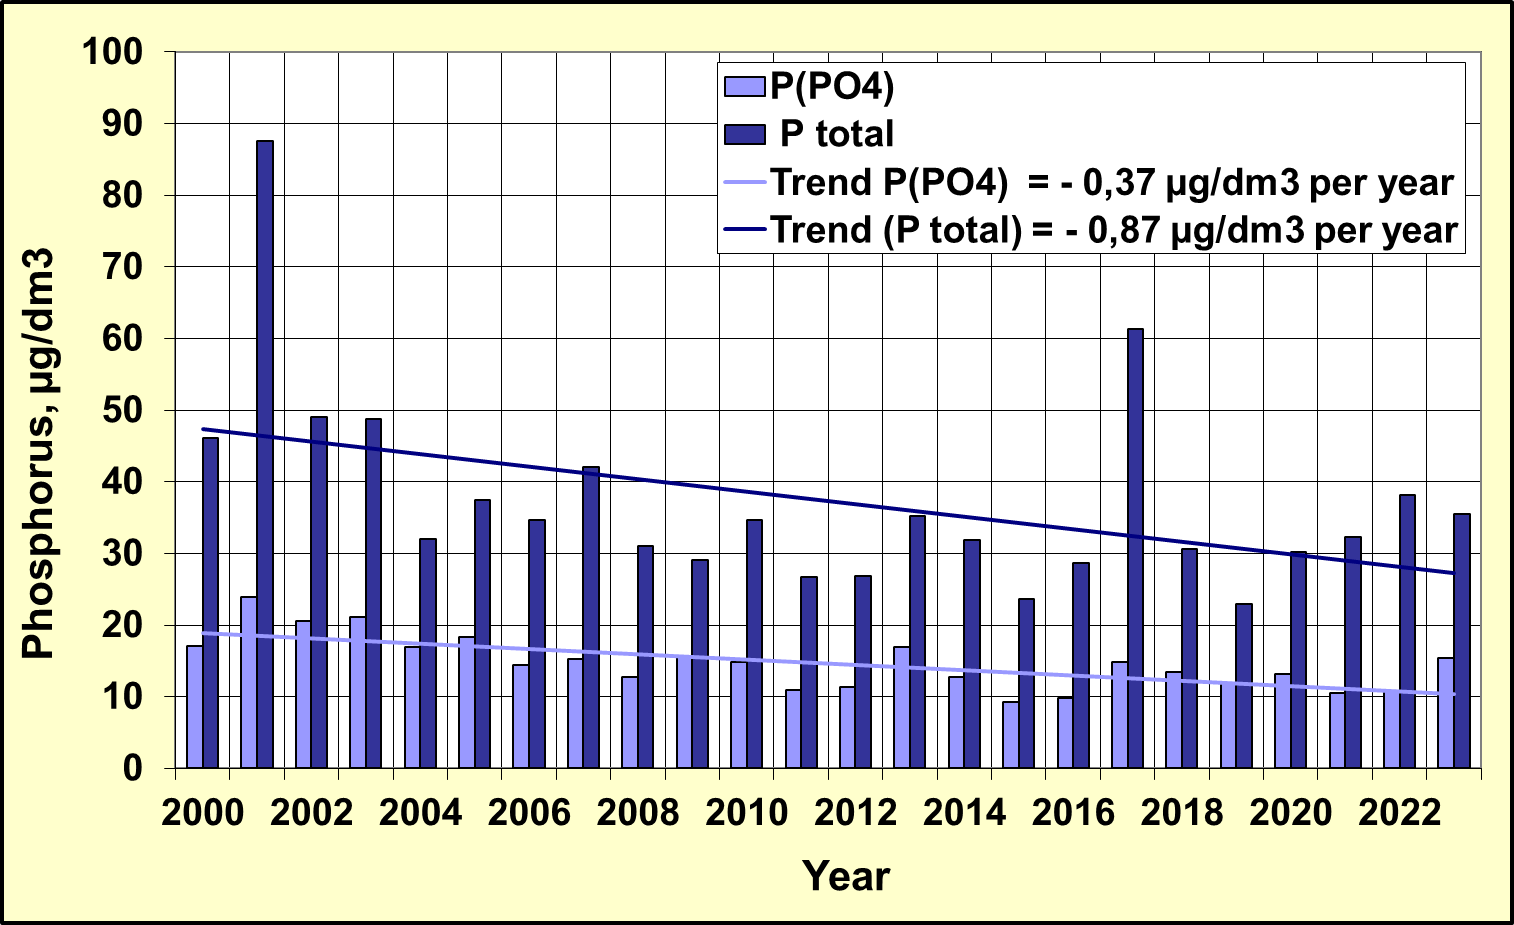 100
90
80
70
60
50
40
30
20
10
0
Phosphorus, µg/dm3
P(PO4)
P total
Trend P(PO4) = - 0,37 µg/dm3 per year
Trend (P total) = - 0,87 µg/dm3 per year
2000 2002 2004 2006 2008 2010 2012 2014 2016 2018 2020 2022
Year